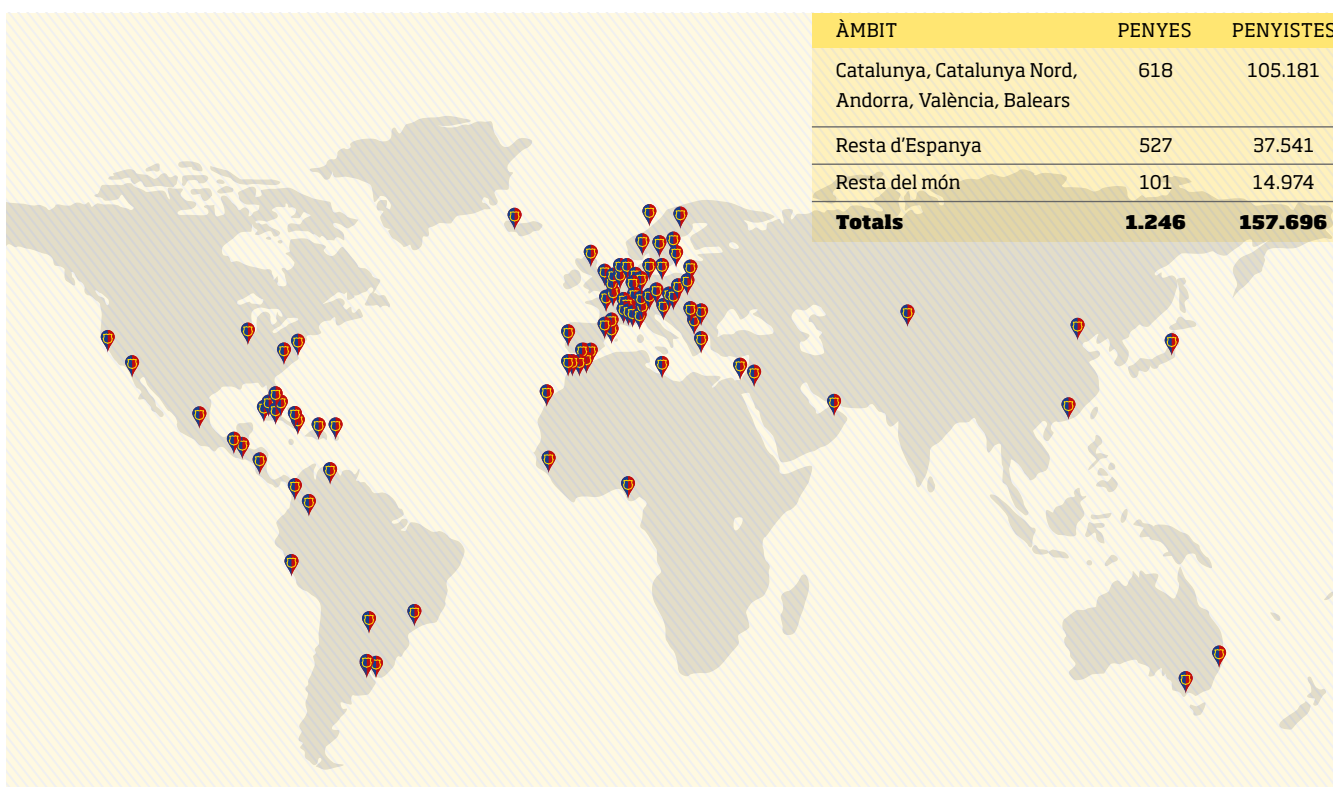 ÀMBIT PENYES PENYISTES
Catalunya, Catalunya Nord, 618 105.181
Andorra, València, Balears
Resta d'Espanya 527 37.541
Resta del món 101 14.974
Totals 1.246 157.696